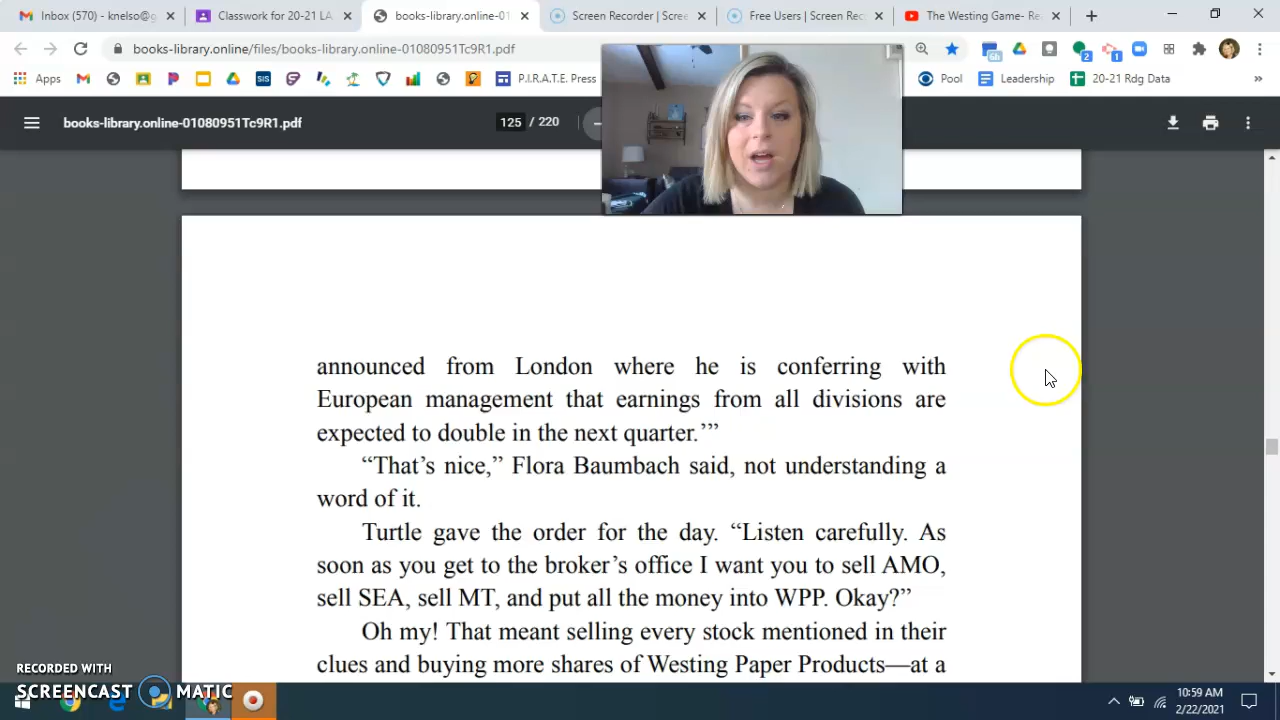 Inbox (570) - knelso@g
Classwork for 20-21 LA
books-library.online-01
Screen Recorder | Scree
Free Users | Screen Rec
The Westing Game- Re
books-library.online/files/books-library.online-01080951Tc9R1.pdf
Apps
SIS
P.I.R.A.T.E. Press
Pool
Leadership
20-21 Rdg Data
books-library.online-01080951Tc9R1.pdf
125 / 220
announced from London where he is conferring with
European management that earnings from all divisions are
expected to double in the next quarter.’”
“That’s nice,” Flora Baumbach said, not understanding a
word of it.
Turtle gave the order for the day. “Listen carefully. As
soon as you get to the broker’s office I want you to sell AMO,
sell SEA, sell MT, and put all the money into WPP. Okay?”
Oh my! That meant selling every stock mentioned in their
clues and buying more shares of Westing Paper Products—at a
RECORDED WITH
SCREENCAST MATIC
10:59 AM
2/22/2021